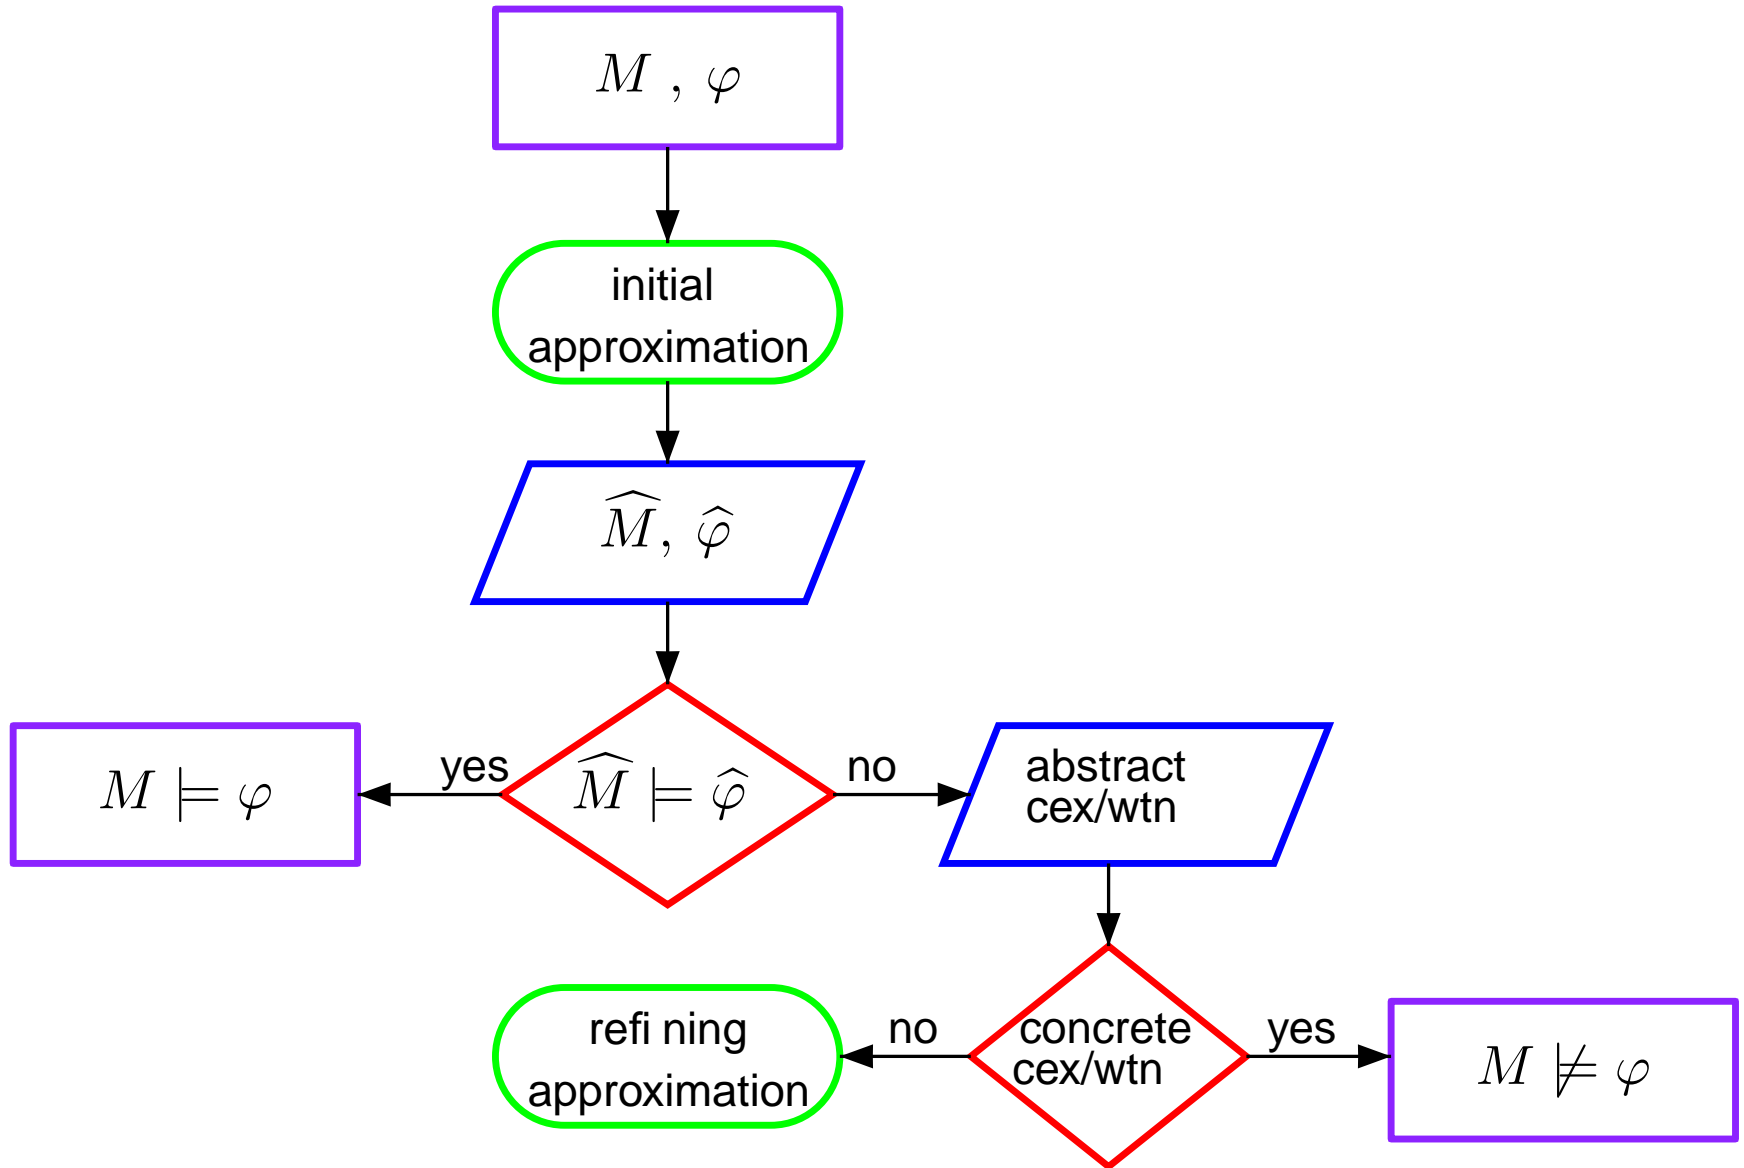 M , φ
initial
approximation
M̂, φ̂
yes
M̂ ⊨ φ̂
no
M ⊨ φ
abstract
cex/wtn
refi ning
approximation
no
concrete
cex/wtn
yes
M ⊭ φ